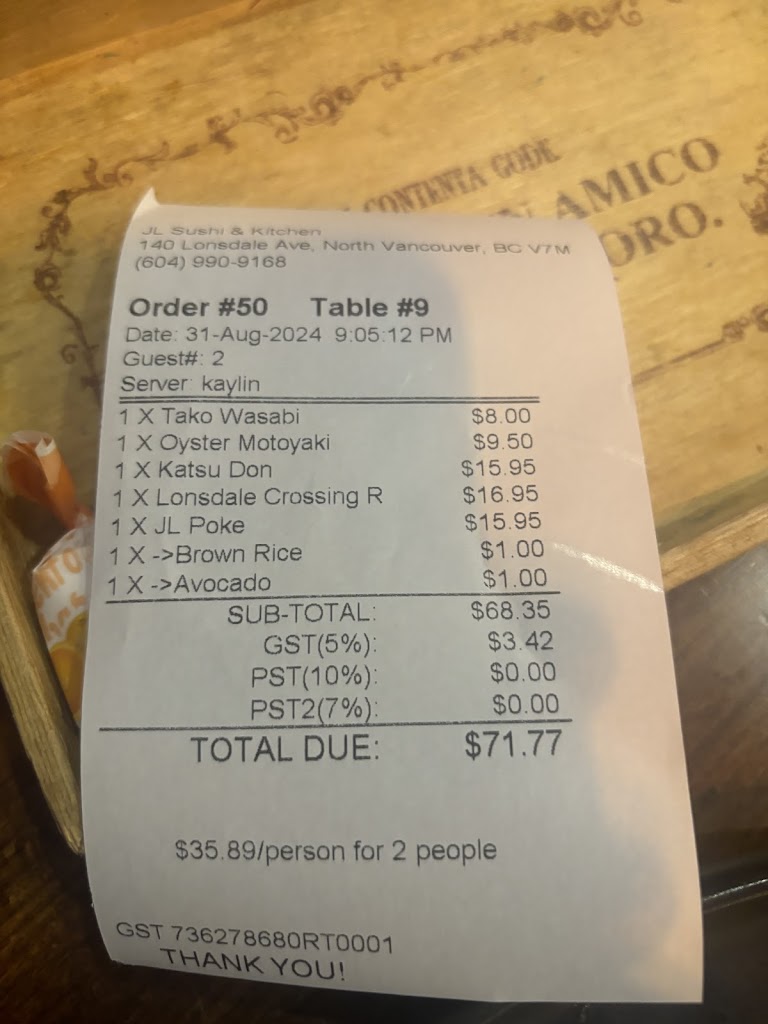 CONTENTA GODE
AMICO
ORO.
JL Sushi & Kitchen
140 Lonsdale Ave, North Vancouver, BC V7M
(604) 990-9168
Order #50 Table #9
Date: 31-Aug-2024 9:05:12 PM
Guest#: 2
Server: kaylin
1 X Tako Wasabi $8.00
1 X Oyster Motoyaki $9.50
1 X Katsu Don $15.95
1 X Lonsdale Crossing R $16.95
1 X JL Poke $15.95
1 X ->Brown Rice $1.00
1 X ->Avocado $1.00
SUB-TOTAL: $68.35
GST(5%): $3.42
PST(10%): $0.00
PST2(7%): $0.00
TOTAL DUE: $71.77
$35.89/person for 2 people
GST 736278680RT0001
THANK YOU!